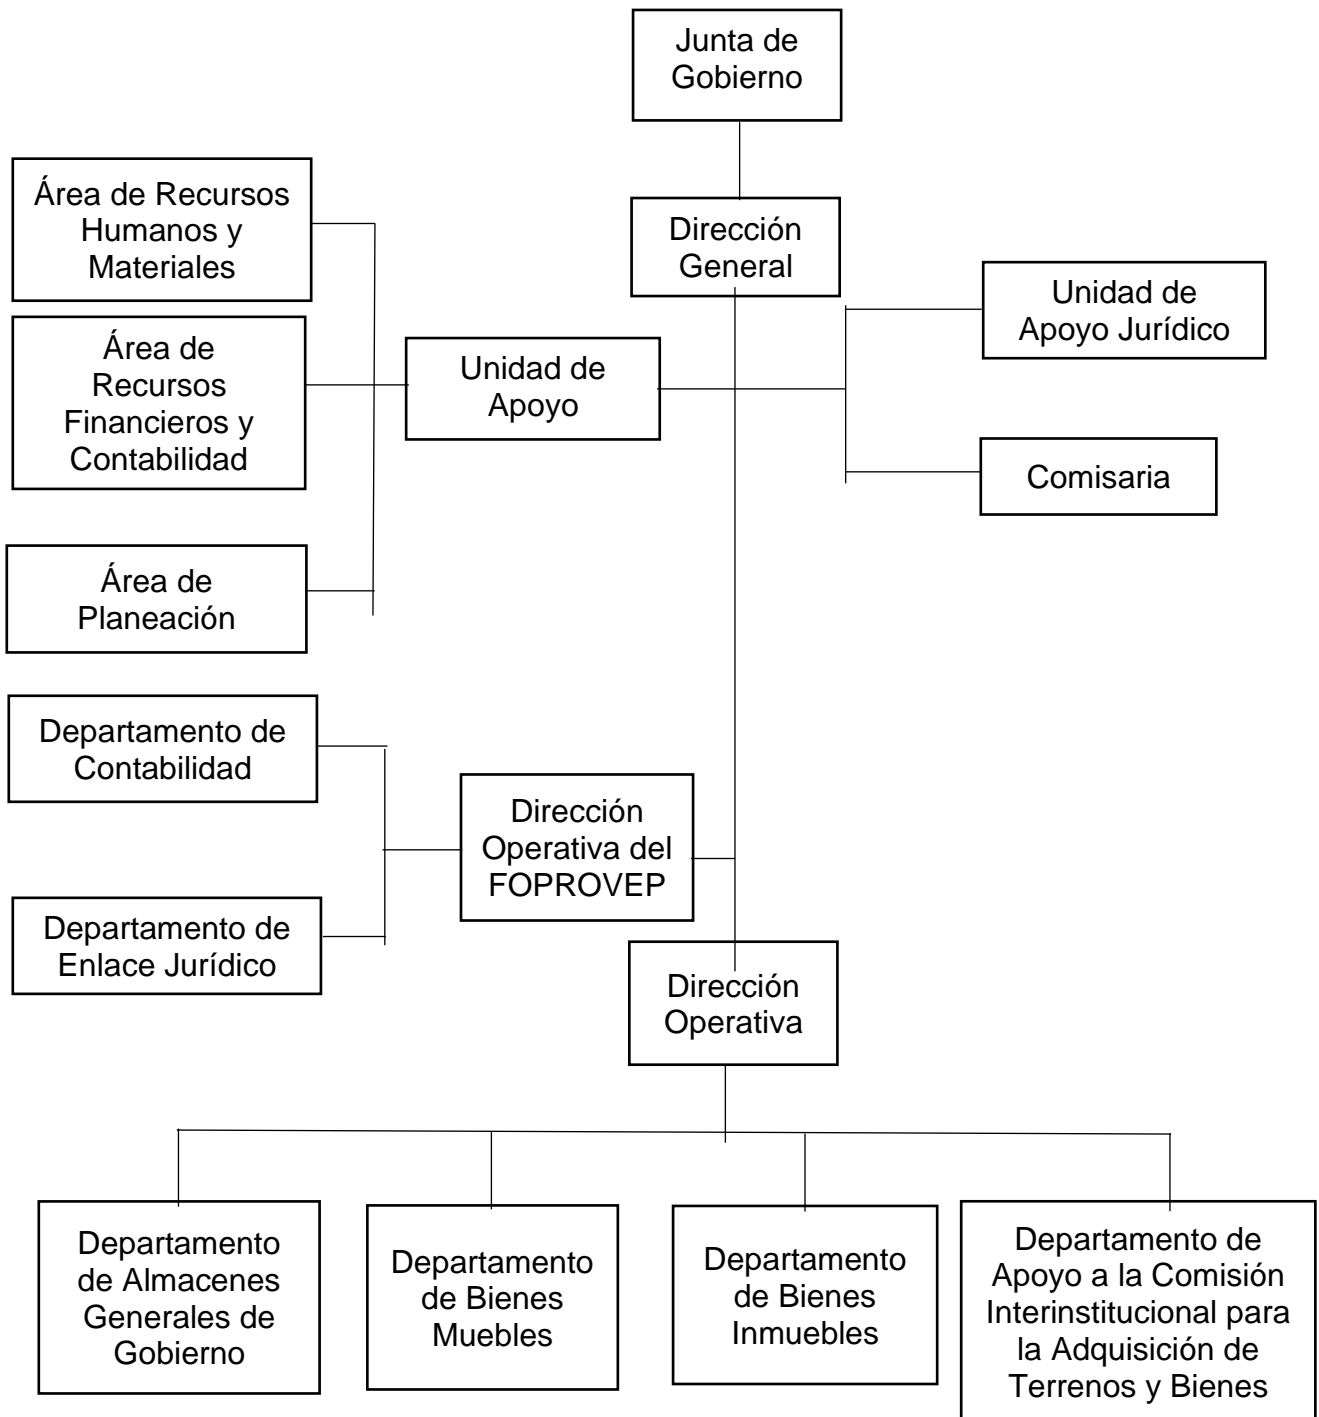 Junta de
Gobierno
Área de Recursos
Humanos y
Materiales
Dirección
General
Unidad de
Apoyo Jurídico
Área de
Recursos
Financieros y
Contabilidad
Unidad de
Apoyo
Comisaria
Área de
Planeación
Departamento de
Contabilidad
Dirección
Operativa del
FOPROVEP
Departamento de
Enlace Jurídico
Dirección
Operativa
Departamento
de Almacenes
Generales de
Gobierno
Departamento
de Bienes
Muebles
Departamento
de Bienes
Inmuebles
Departamento de
Apoyo a la Comisión
Interinstitucional para
la Adquisición de
Terrenos y Bienes